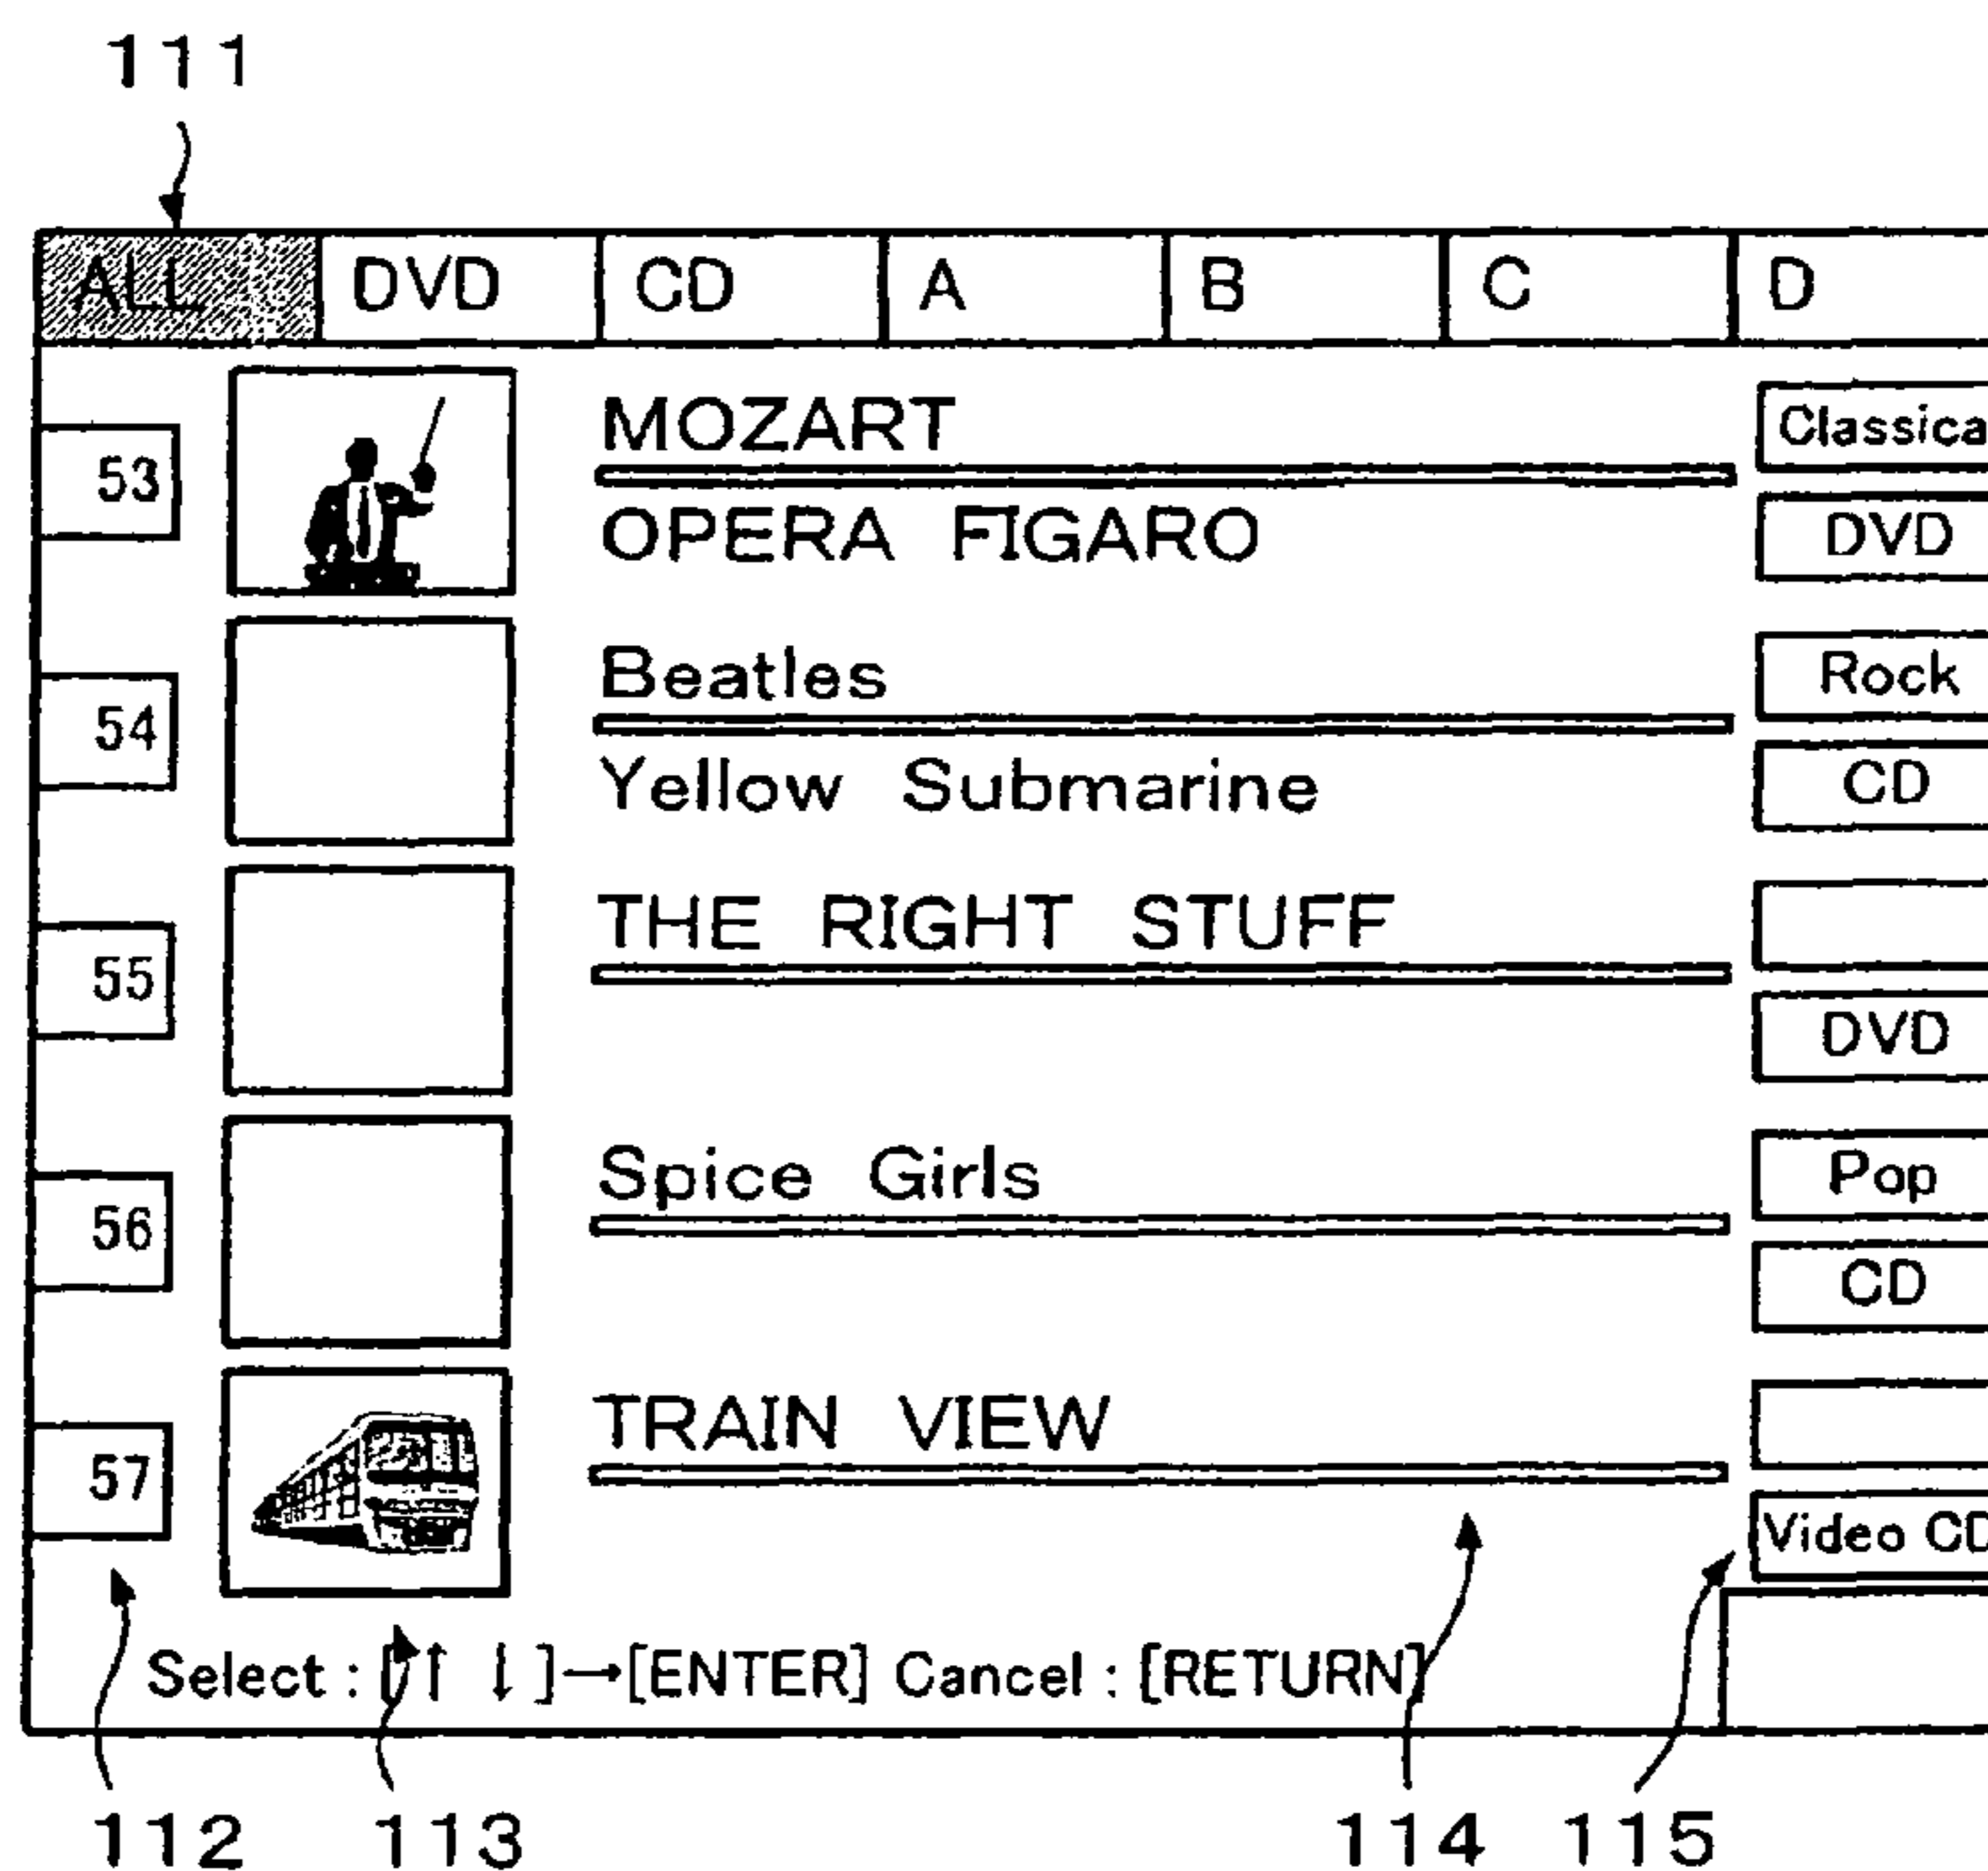 111
ALL DVD CD A B C D
MOZART Classica
53
OPERA FIGARO DVD
Beatles Rock
54
Yellow Submarine CD
THE RIGHT STUFF
55
DVD
Spice Girls Pop
56
CD
TRAIN VIEW
57
Video CD
Select : [↑ ↓]→[ENTER] Cancel : [RETURN]
112 113 114 115